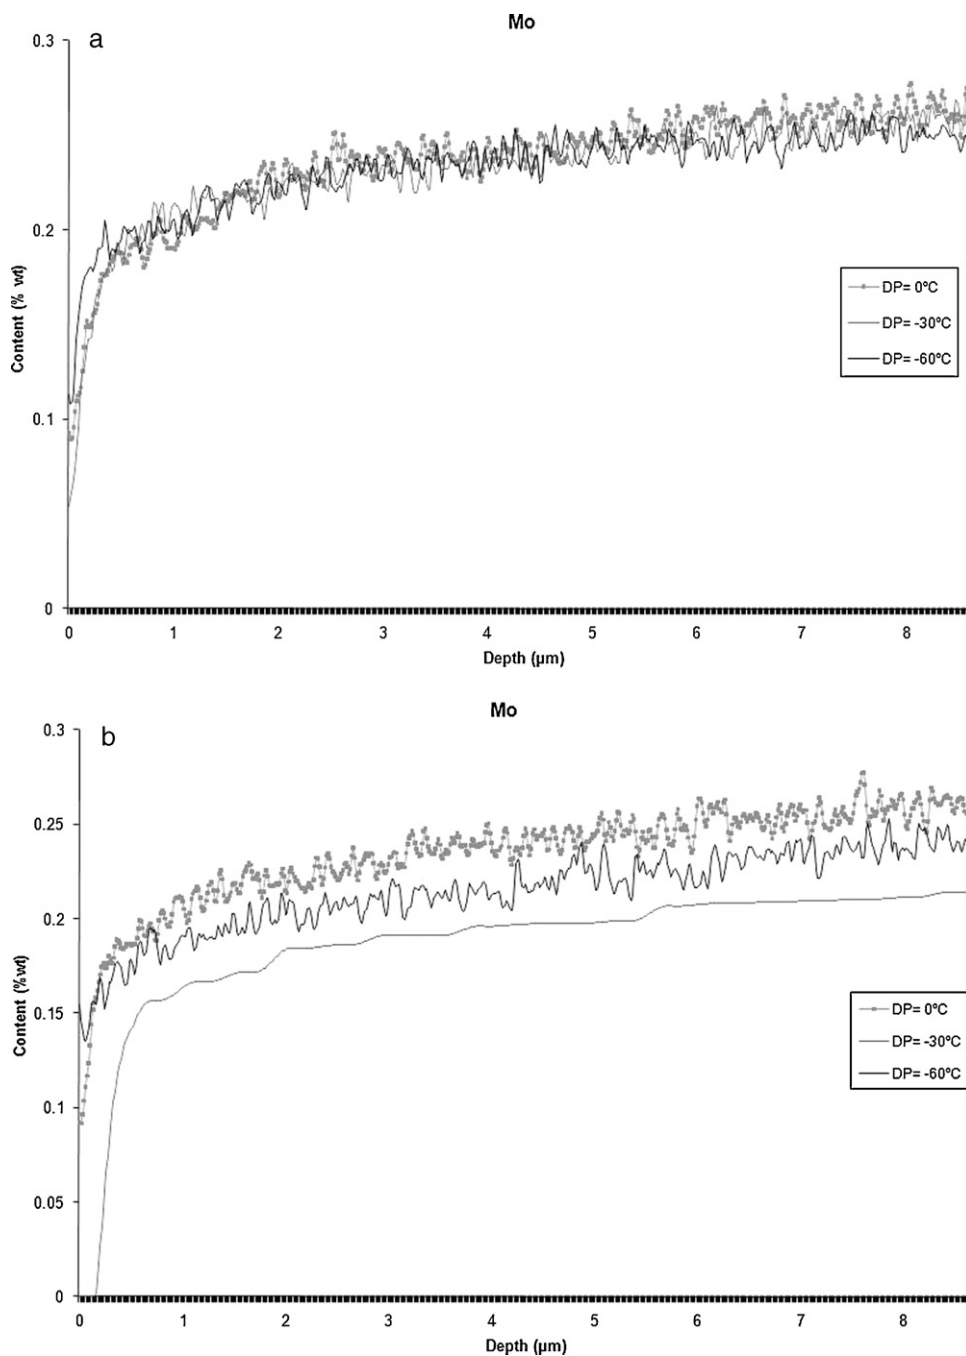 Mo
a
0.3
0.2
0.1
0
Content (% wt)
DP= 0ºC
DP= -30ºC
DP= -60ºC
0 1 2 3 4 5 6 7 8
Depth (µm)
Mo
b
0.3
0.25
0.2
0.15
0.1
0.05
0
Content (%wt)
DP= 0ºC
DP= -30ºC
DP= -60ºC
0 1 2 3 4 5 6 7 8
Depth (µm)